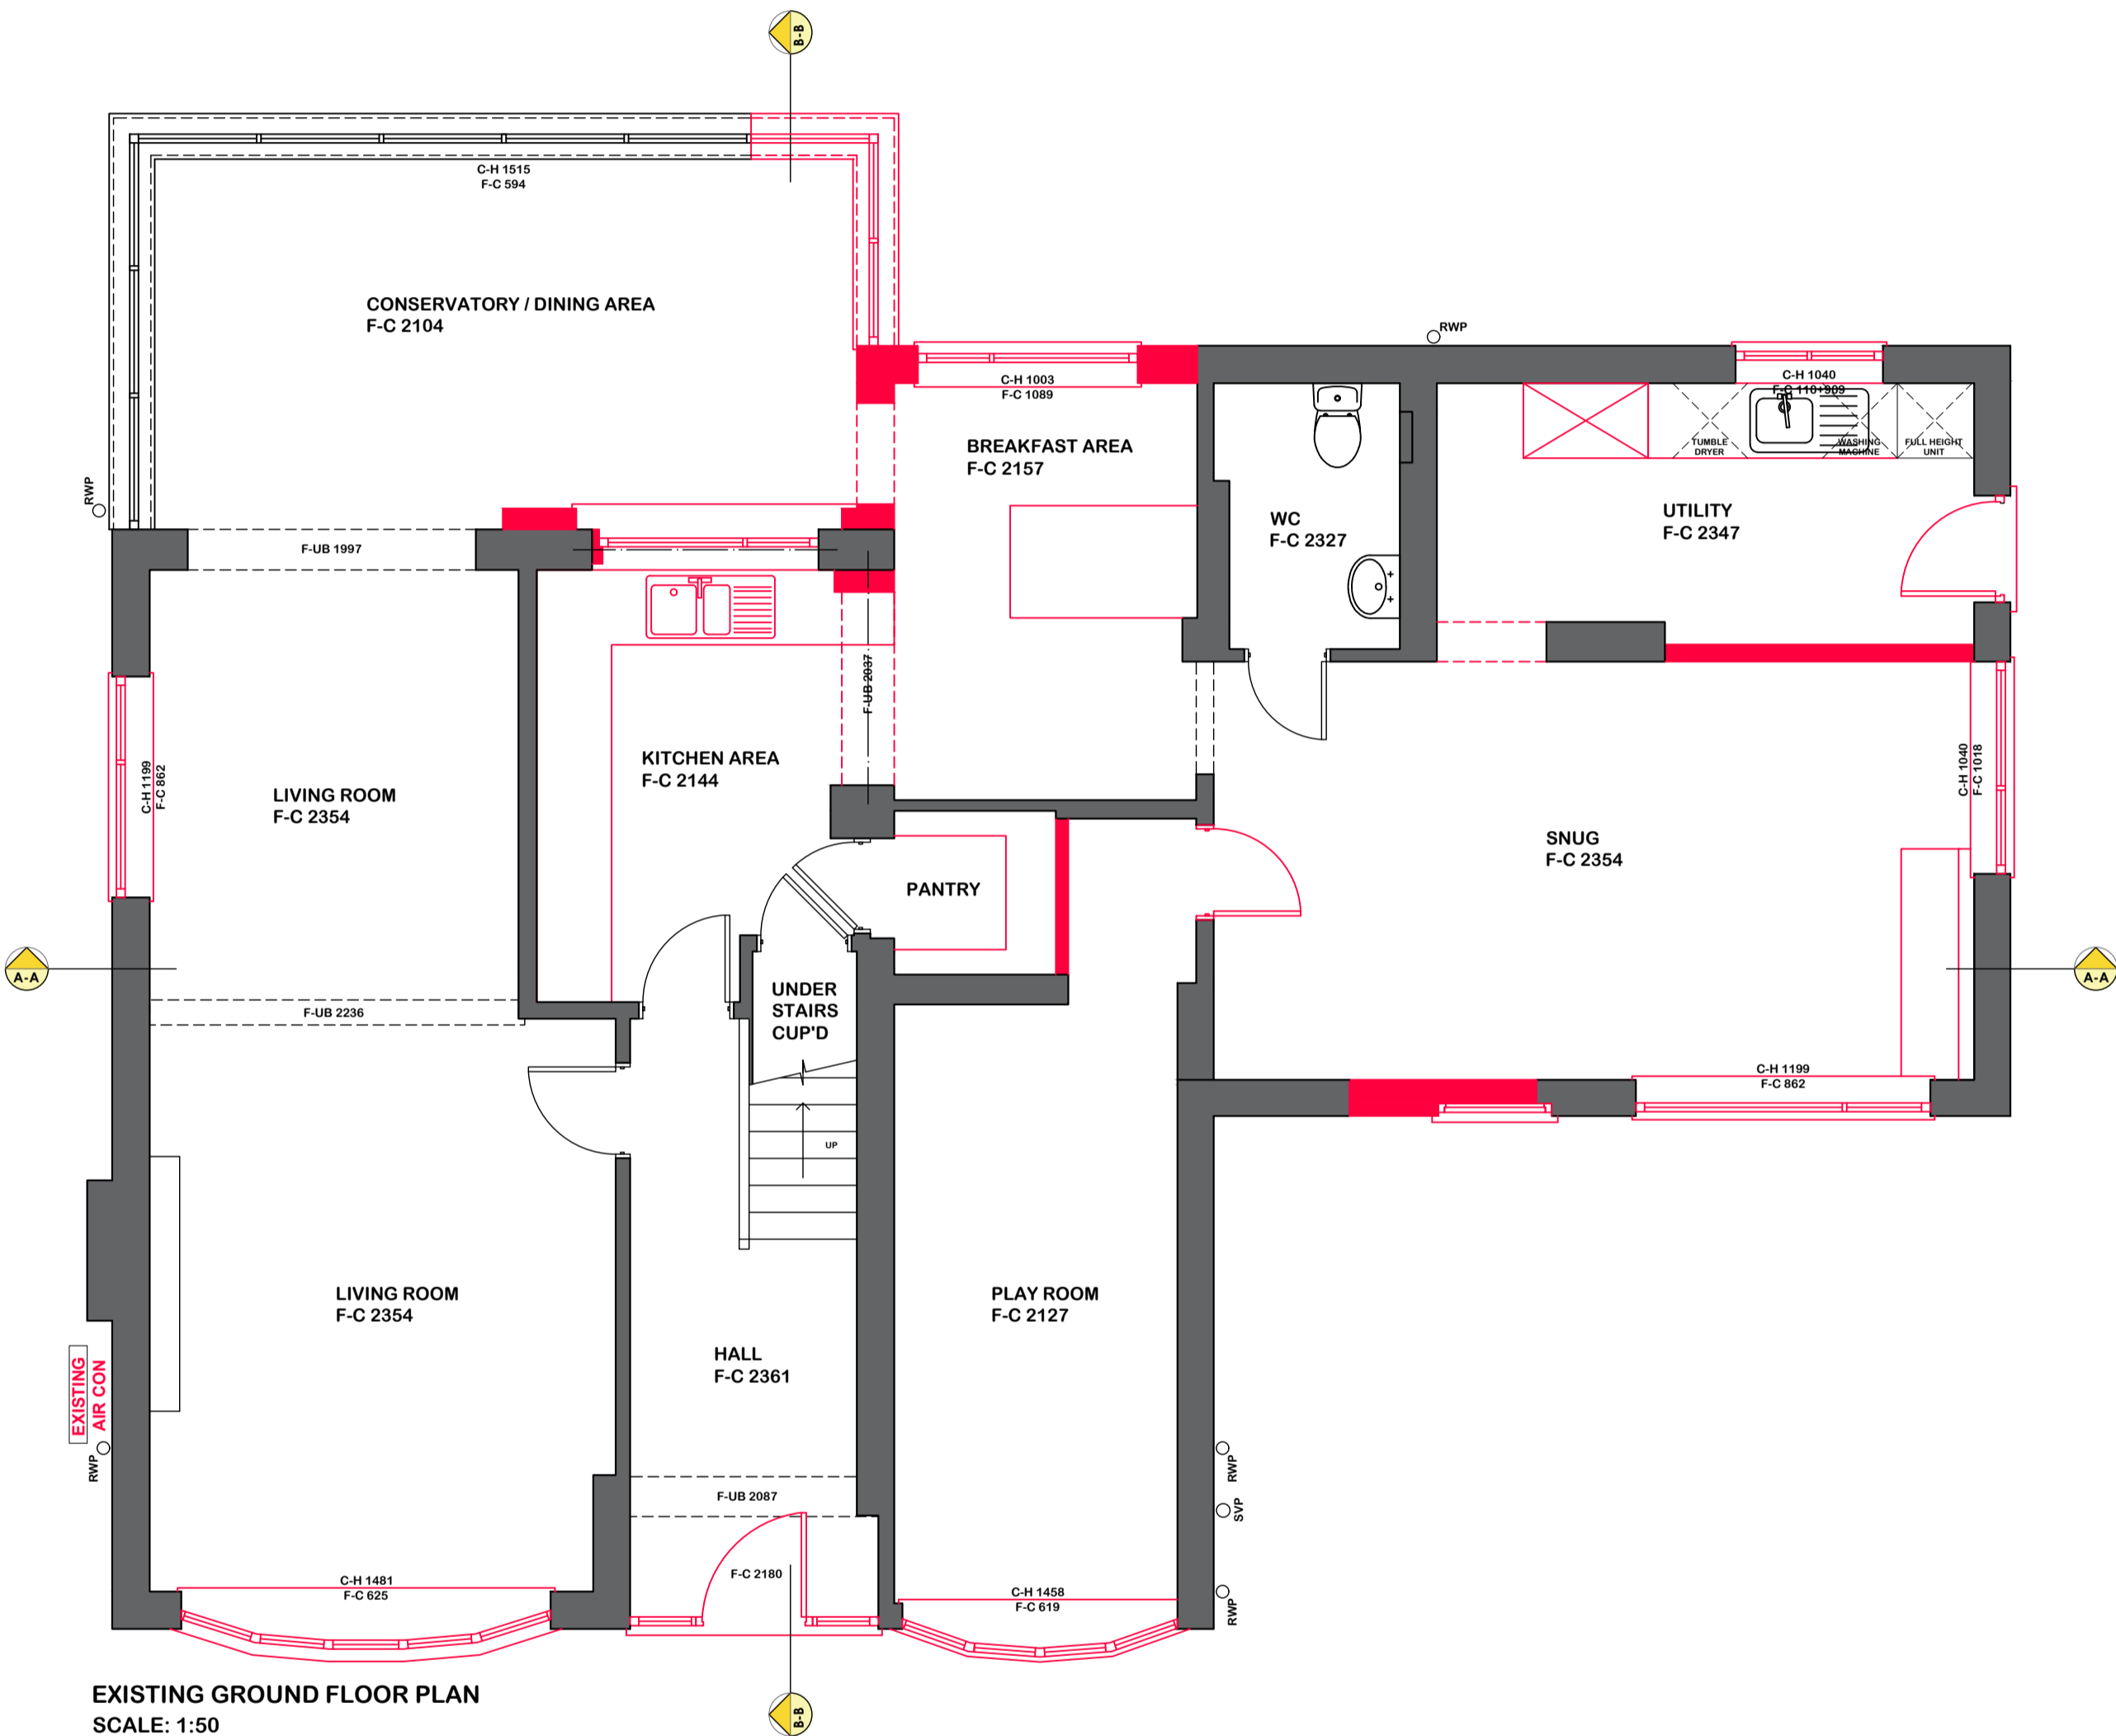 B-B
C-H 1515
F-C 594
CONSERVATORY / DINING AREA
F-C 2104
RWP
RWP
C-H 1003
F-C 1089
C-H 1040
F-C 110+909
BREAKFAST AREA
F-C 2157
TUMBLE
DRYER
WASHING
MACHINE
FULL HEIGHT
UNIT
WC
F-C 2327
UTILITY
F-C 2347
F-UB 1997
F-UB 2037
KITCHEN AREA
F-C 2144
C-H 1199
F-C 862
LIVING ROOM
F-C 2354
C-H 1040
F-C 1018
SNUG
F-C 2354
PANTRY
A-A
A-A
UNDER
STAIRS
CUP'D
F-UB 2236
C-H 1199
F-C 862
UP
LIVING ROOM
F-C 2354
PLAY ROOM
F-C 2127
HALL
F-C 2361
EXISTING
AIR CON
RWP
RWP
SVP
F-UB 2087
F-C 2180
C-H 1481
F-C 625
C-H 1458
F-C 619
RWP
EXISTING GROUND FLOOR PLAN
SCALE: 1:50
B-B